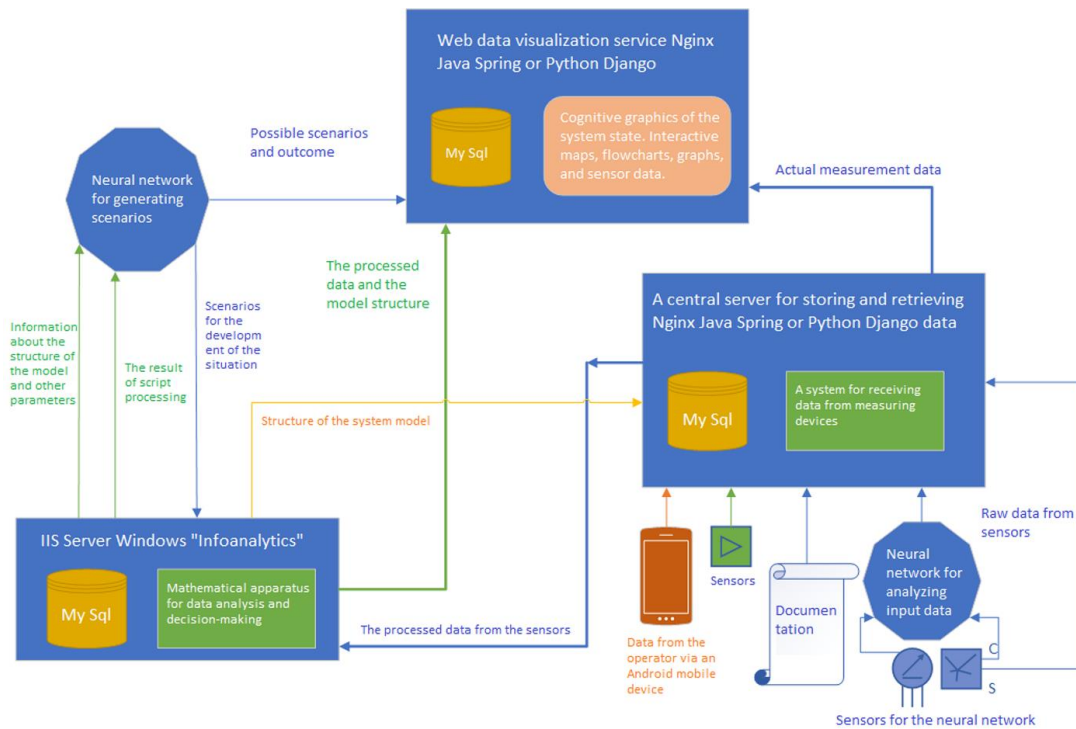 Web data visualization service Nginx
Java Spring or Python Django
My Sql
Cognitive graphics of the
system state. Interactive
maps, flowcharts, graphs,
and sensor data.
Possible scenarios
and outcome
Neural network
for generating
scenarios
Actual measurement data
The processed
data and the
model structure
A central server for storing and retrieving
Nginx Java Spring or Python Django data
My Sql
A system for receiving
data from measuring
devices
Information
about the
structure of
the model
and other
parameters
The result
of script
processing
Scenarios
for the
developm
ent of the
situation
Structure of the system model
IIS Server Windows "Infoanalytics"
My Sql
Mathematical apparatus
for data analysis and
decision-making
The processed data from the sensors
Data from the
operator via an
Android mobile
device
Sensors
Documen
tation
Neural
network for
analyzing
input data
Raw data from
sensors
C
S
Sensors for the neural network